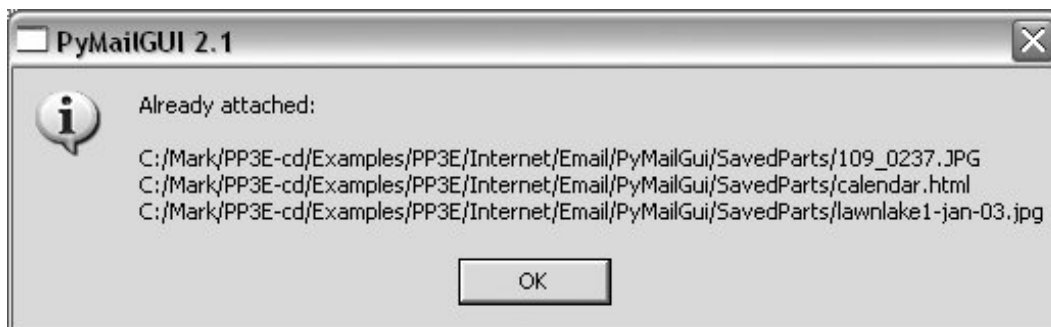 PyMailGUI 2.1
Already attached:
C:/Mark/PP3E-cd/Examples/PP3E/Internet/Email/PyMailGui/SavedParts/109_0237.JPG
C:/Mark/PP3E-cd/Examples/PP3E/Internet/Email/PyMailGui/SavedParts/calendar.html
C:/Mark/PP3E-cd/Examples/PP3E/Internet/Email/PyMailGui/SavedParts/lawnlake1-jan-03.jpg
OK